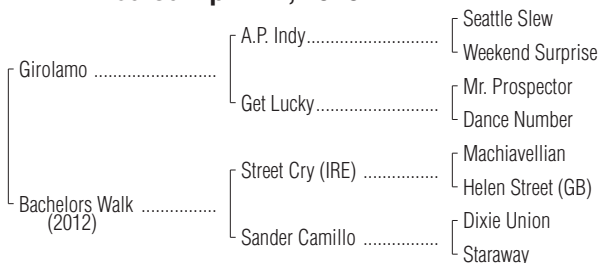 Seattle Slew
A.P. Indy
Weekend Surprise
Girolamo
Mr. Prospector
Get Lucky
Dance Number
Machiavellian
Street Cry (IRE)
Helen Street (GB)
Bachelors Walk
(2012)
Dixie Union
Sander Camillo
Staraway